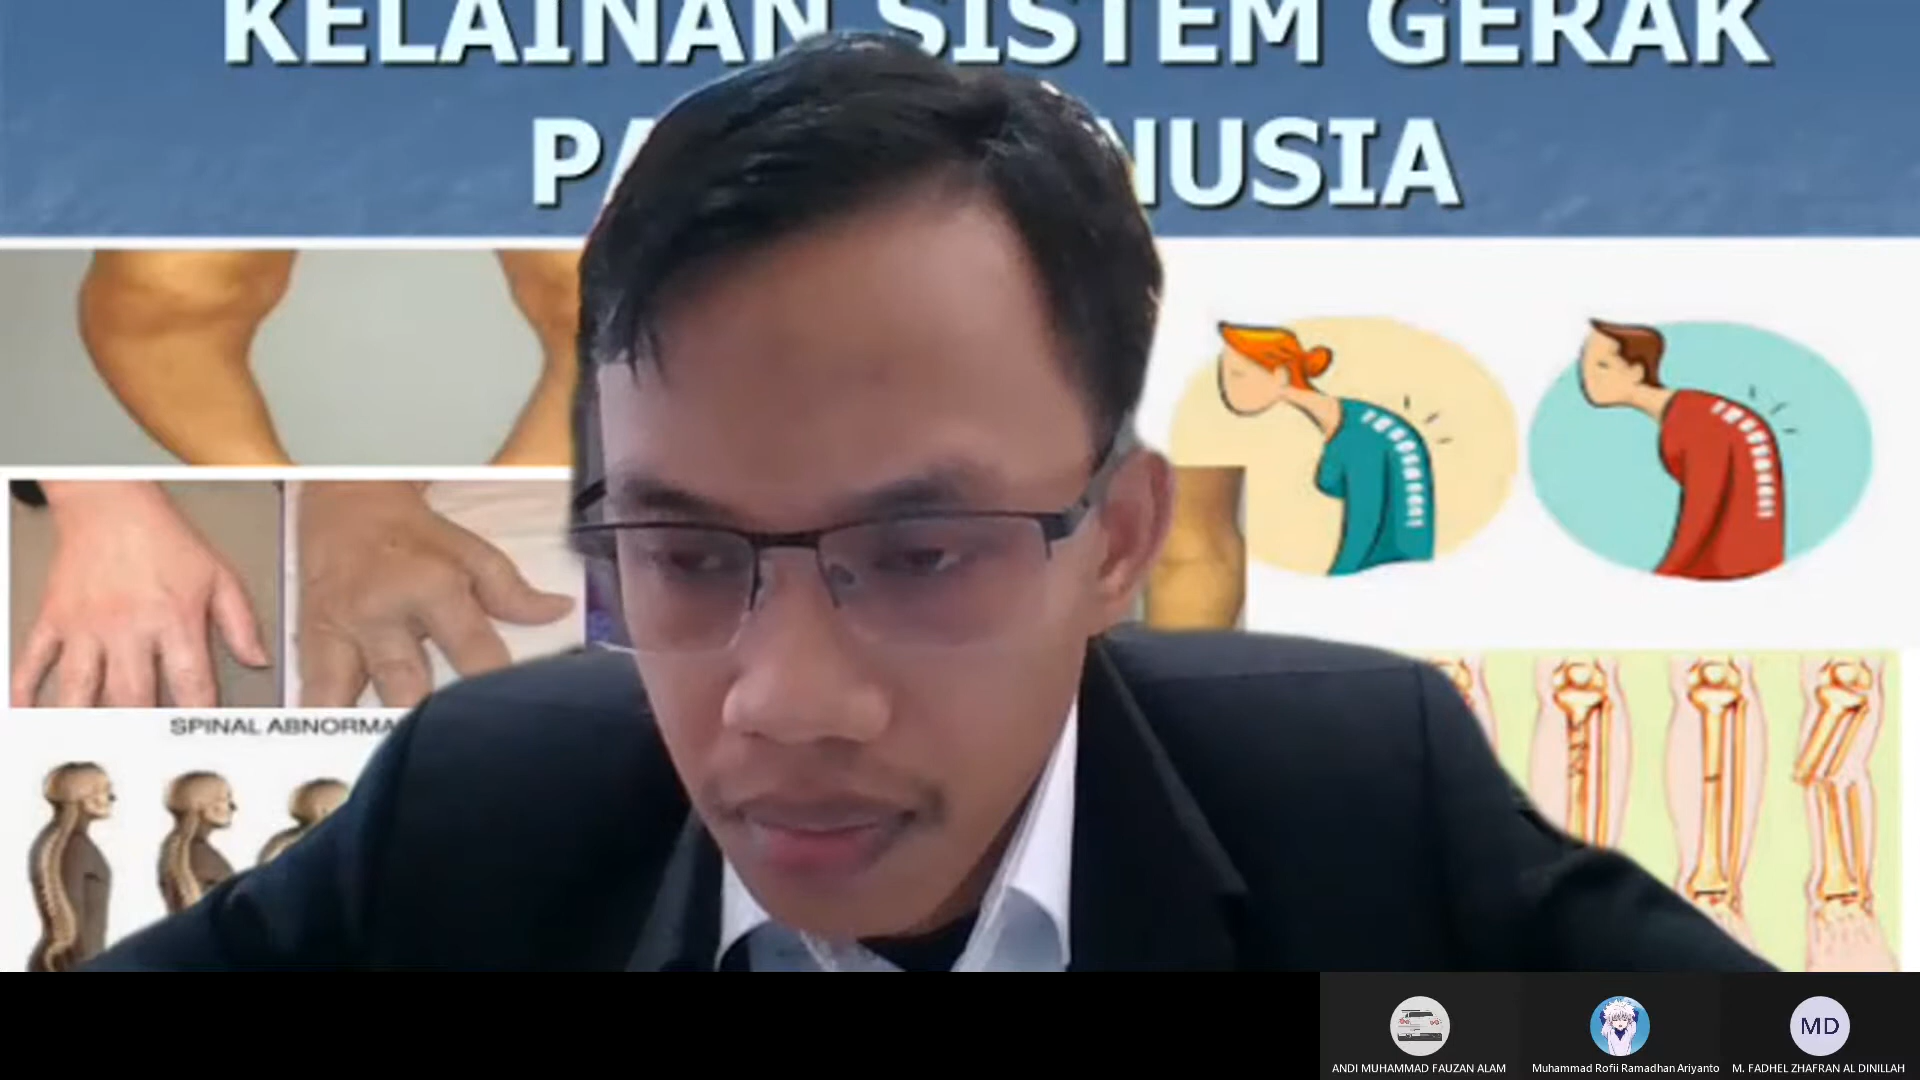 KELAINAN SISTEM GERAK
NUSIA
SPINAL ABNORMA
MD
ANDI MUHAMMAD FAUZAN ALAM
Muhammad Rofii Ramadhan Ariyanto
M. FADHEL ZHAFRAN AL DINILLAH